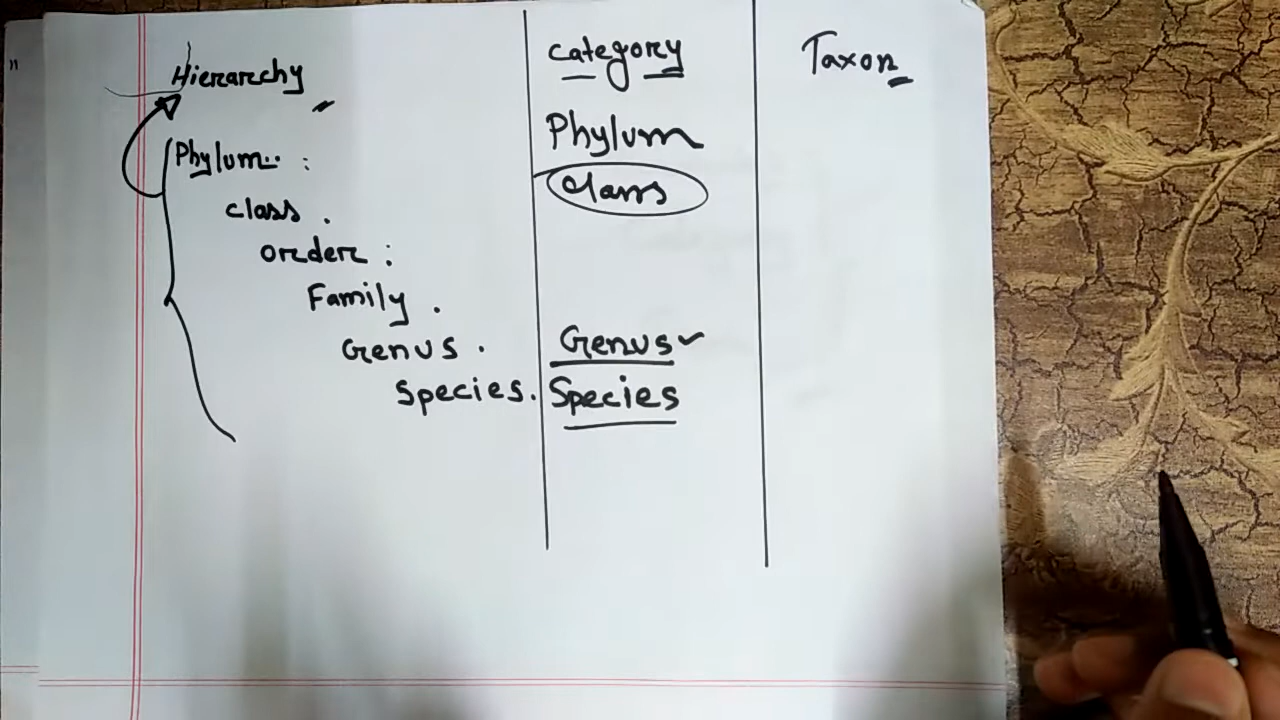 Hierarchy
Phylum :
class .
order :
Family .
Genus .
Species .
Category
Phylum
class
Genus ✓
Species
Taxon